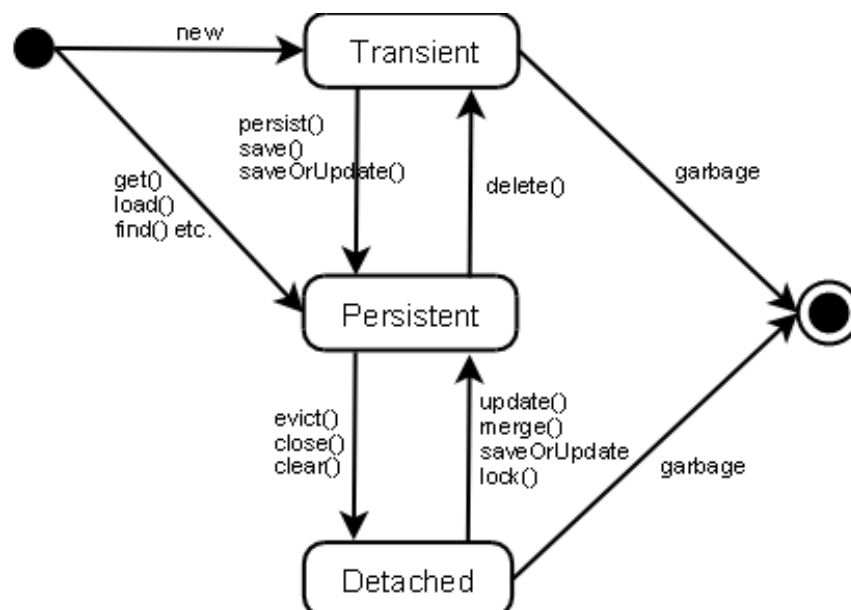 new
Transient
persist()
save()
saveOrUpdate()
get()
load()
find() etc.
delete()
garbage
Persistent
evict()
close()
clear()
update()
merge()
saveOrUpdate
lock()
garbage
Detached